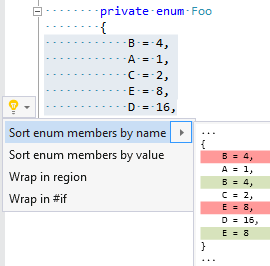 private enum Foo
{
B = 4,
A = 1,
C = 2,
E = 8,
D = 16,
Sort enum members by name
Sort enum members by value
Wrap in region
Wrap in #if
...
{
B = 4,
A = 1,
B = 4,
C = 2,
E = 8,
D = 16,
E = 8
}
...